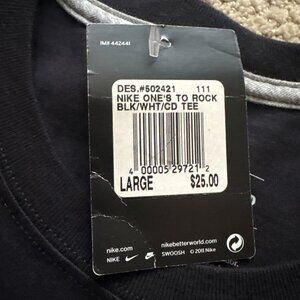 IM# 442441
DES.#502421 111
NIKE ONE'S TO ROCK
BLK/WHT/CD TEE
4 00005 29721 2
LARGE $25.00
nike.com nikebetterworld.com
NIKE SWOOSH © 2011 Nike